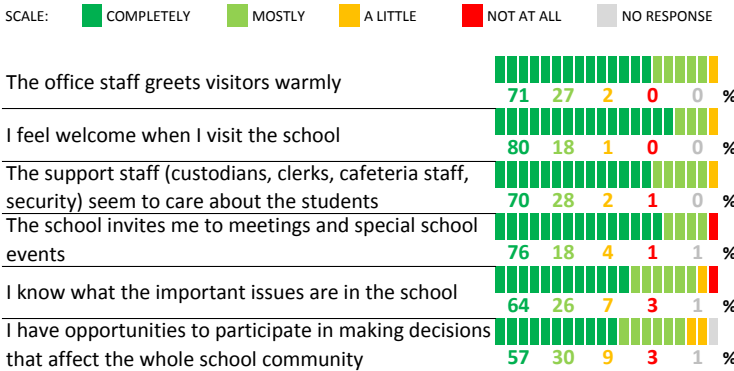 SCALE: COMPLETELY MOSTLY A LITTLE NOT AT ALL NO RESPONSE
The office staff greets visitors warmly
71 27 2 0 0 %
I feel welcome when I visit the school
80 18 1 0 0 %
The support staff (custodians, clerks, cafeteria staff,
security) seem to care about the students
70 28 2 1 0 %
The school invites me to meetings and special school
events
76 18 4 1 1 %
I know what the important issues are in the school
64 26 7 3 1 %
I have opportunities to participate in making decisions
that affect the whole school community
57 30 9 3 1 %